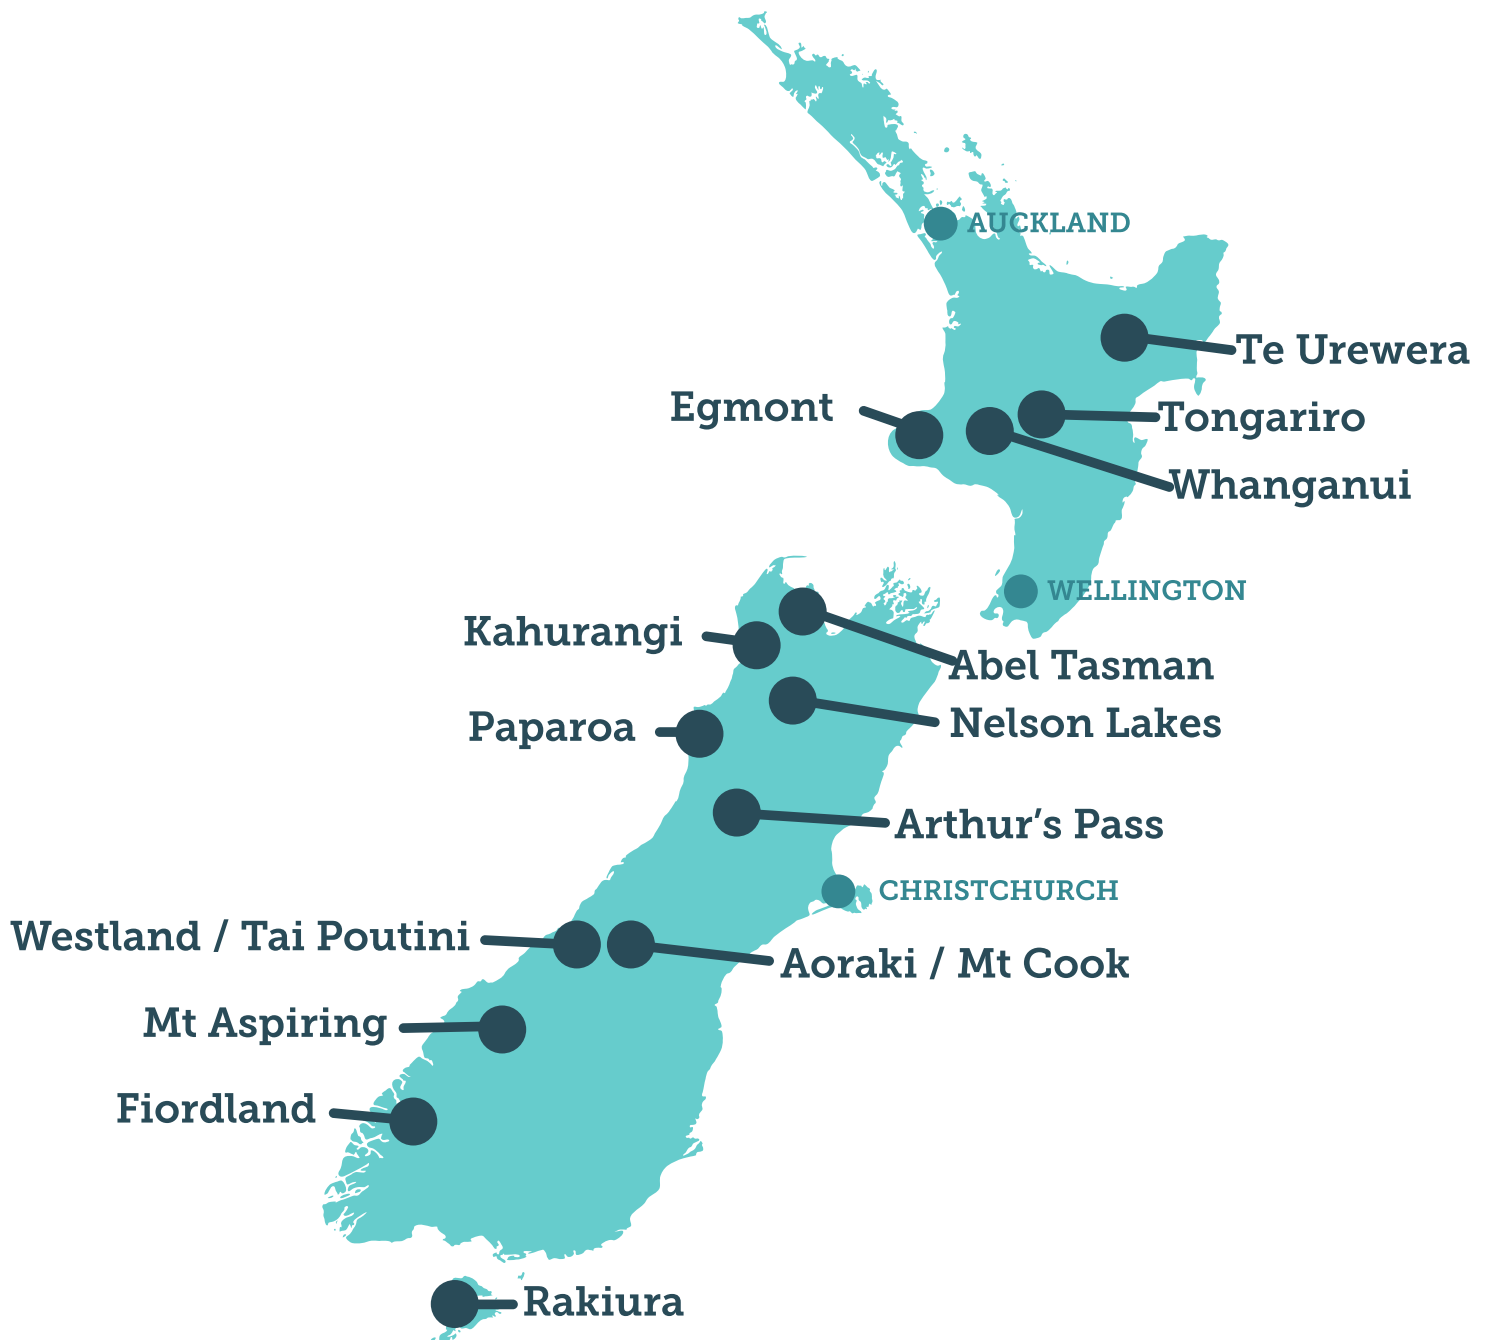 AUCKLAND
Te Urewera
Egmont
Tongariro
Whanganui
WELLINGTON
Kahurangi
Abel Tasman
Nelson Lakes
Paparoa
Arthur’s Pass
CHRISTCHURCH
Westland / Tai Poutini
Aoraki / Mt Cook
Mt Aspiring
Fiordland
Rakiura